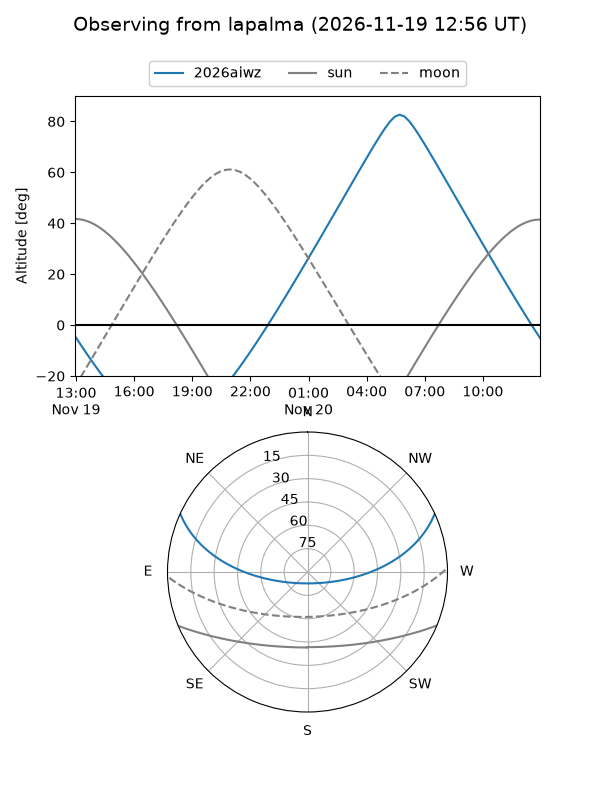 Observing from lapalma (2026-11-19 12:56 UT)
2026aiwz sun moon
Altitude [deg]
80
60
40
20
0
−20
13:00 16:00 19:00 22:00 01:00 04:00 07:00 10:00
Nov 19 Nov 20
N
NE NW
15
30
45
60
75
E W
SE SW
S